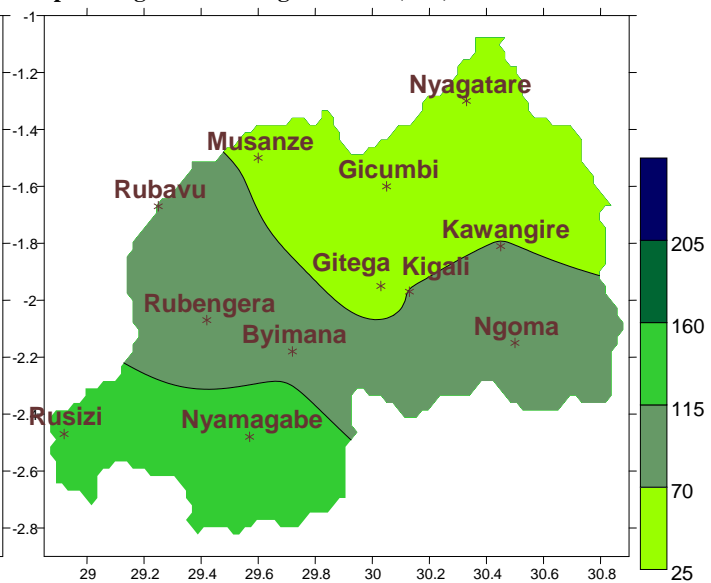 -1
-1.2
Nyagatare
-1.4
Musanze
Gicumbi
-1.6
Rubavu
Kawangire
-1.8
205
Gitega
Kigali
-2
Rubengera
160
Byimana
Ngoma
-2.2
115
Rusizi
Nyamagabe
-2.4
-2.6
70
-2.8
25
29
29.2
29.4
29.6
29.8
30
30.2
30.4
30.6
30.8